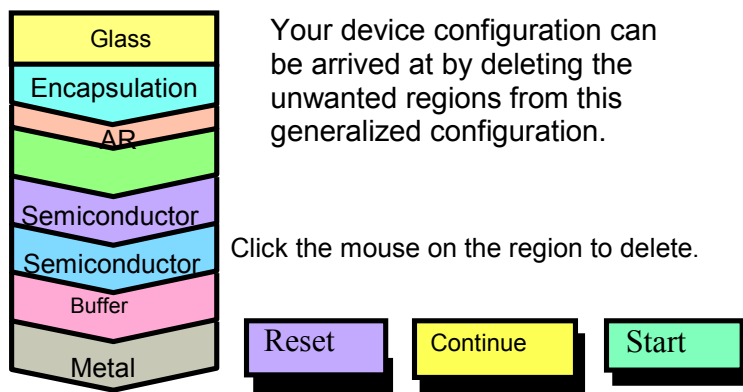 Glass
Encapsulation
AR
Semiconductor
Semiconductor
Buffer
Metal
Your device configuration can
be arrived at by deleting the
unwanted regions from this
generalized configuration.
Click the mouse on the region to delete.
Reset
Continue
Start